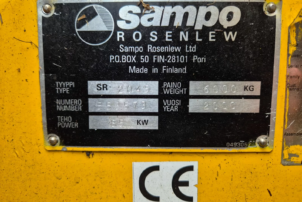 sampo
ROSENLEW
Sampo Rosenlew Ltd
P.O.BOX 50 FIN-28101 Pori
Made in Finland
TYYPPI
TYPE
SR
PAINO
WEIGHT
KG
NUMERO
NUMBER
VUOSI
YEAR
TEHO
POWER
KW
CE